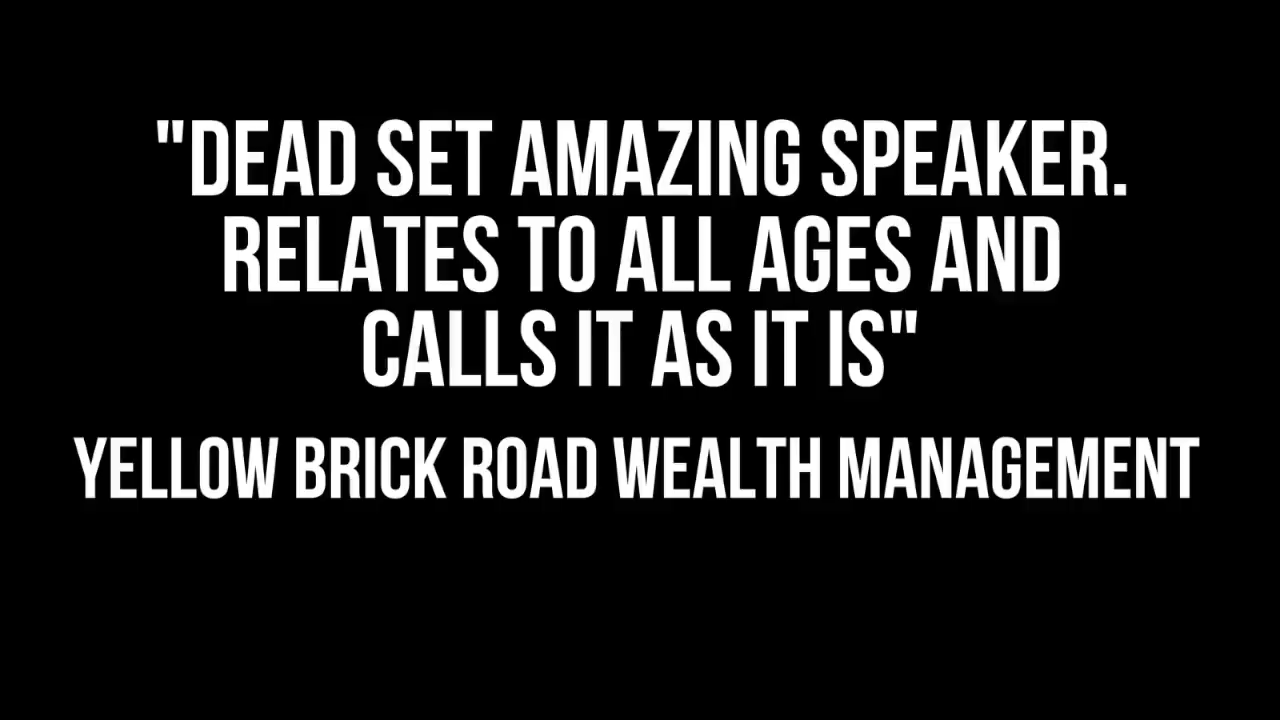 "DEAD SET AMAZING SPEAKER.
RELATES TO ALL AGES AND
CALLS IT AS IT IS"
YELLOW BRICK ROAD WEALTH MANAGEMENT